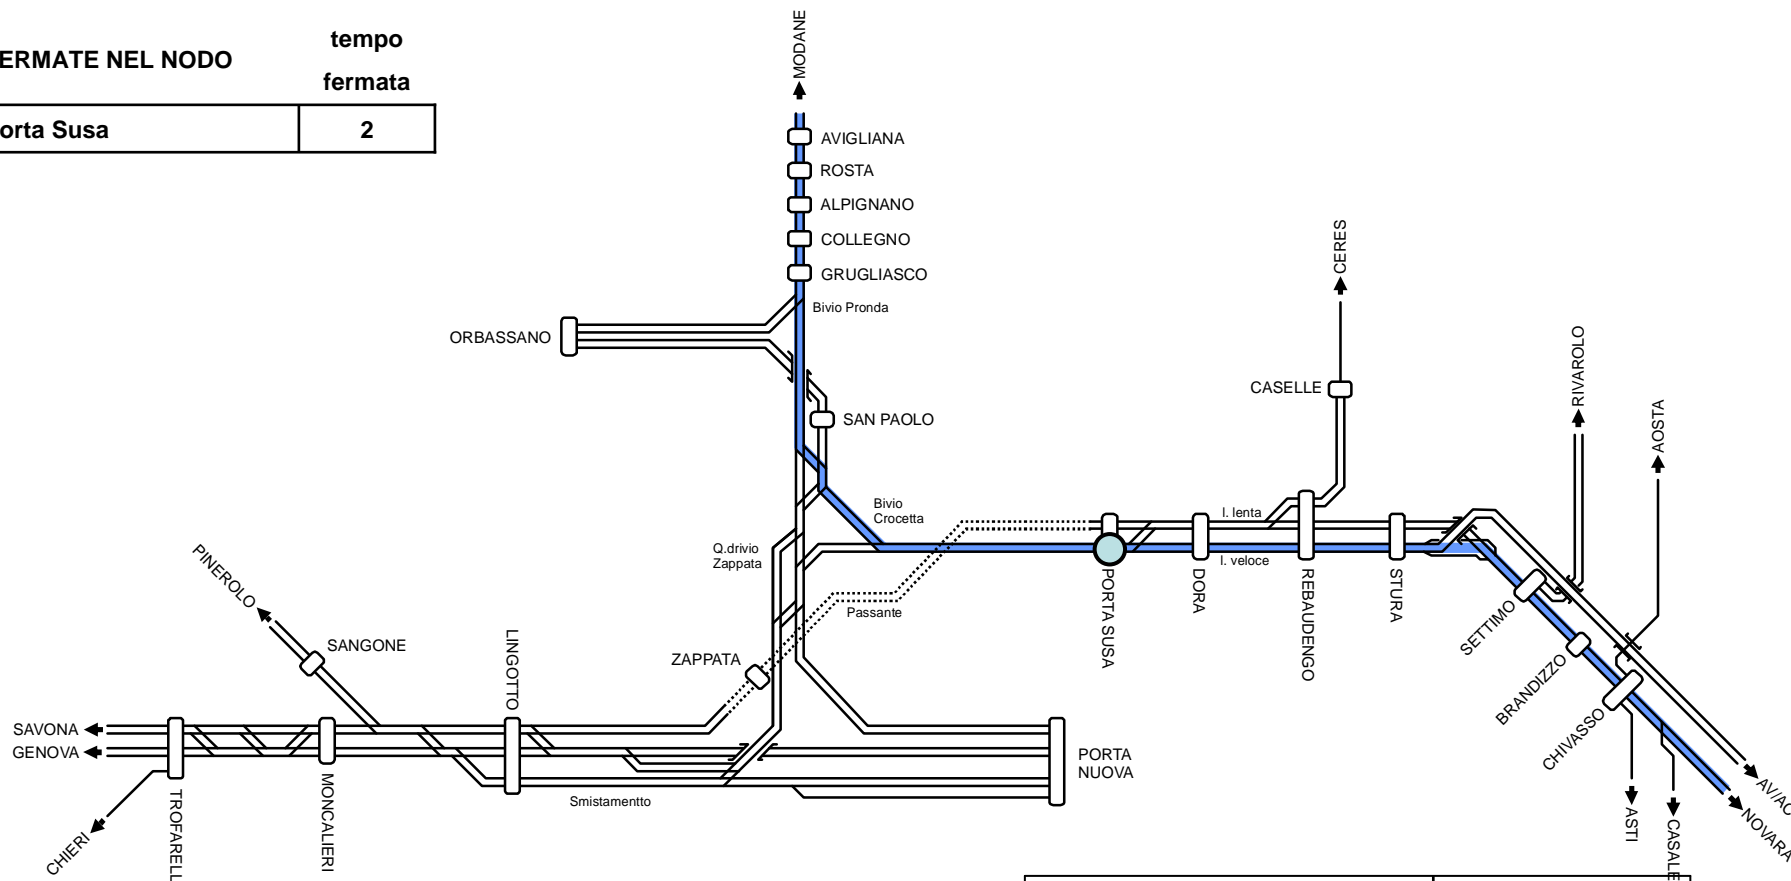 ERMATE NEL NODO
tempo
fermata
orta Susa
2
MODANE
AVIGLIANA
ROSTA
ALPIGNANO
COLLEGNO
GRUGLIASCO
Bivio Pronda
ORBASSANO
SAN PAOLO
CERES
CASELLE
RIVAROLO
AOSTA
Bivio
Crocetta
l. lenta
l. veloce
Q.drivio
Zappata
Passante
PORTA SUSA
DORA
REBAUDENGO
STURA
SETTIMO
BRANDIZZO
CHIVASSO
PINEROLO
SANGONE
LINGOTTO
ZAPPATA
SAVONA
GENOVA
PORTA
NUOVA
Smistamentto
MONCALIERI
TROFARELL
CHIERI
ASTI
CASALE
AV/AC
NOVARA